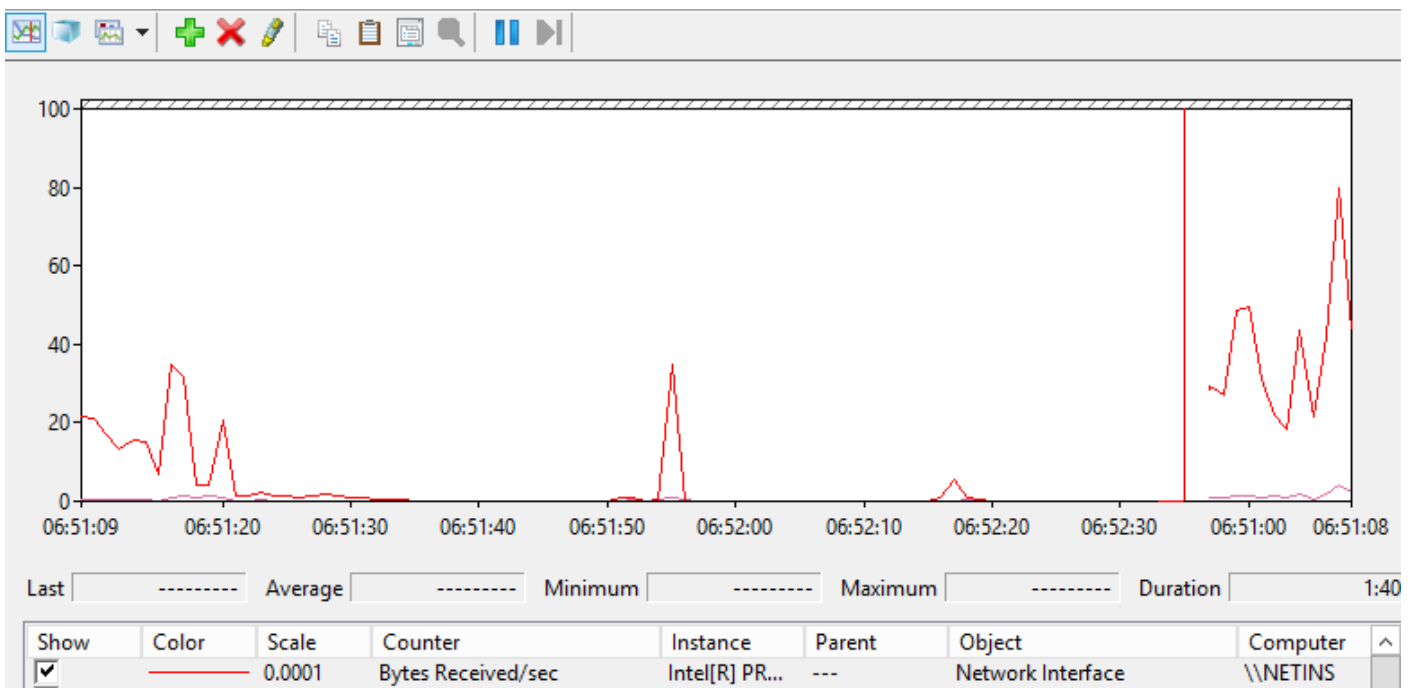 100
80
60
40
20
0
06:51:09 06:51:20 06:51:30 06:51:40 06:51:50 06:52:00 06:52:10 06:52:20 06:52:30 06:51:00 06:51:08
Last --------- Average --------- Minimum --------- Maximum --------- Duration 1:40
Show Color Scale Counter Instance Parent Object Computer
0.0001 Bytes Received/sec Intel[R] PR... --- Network Interface \\NETINS